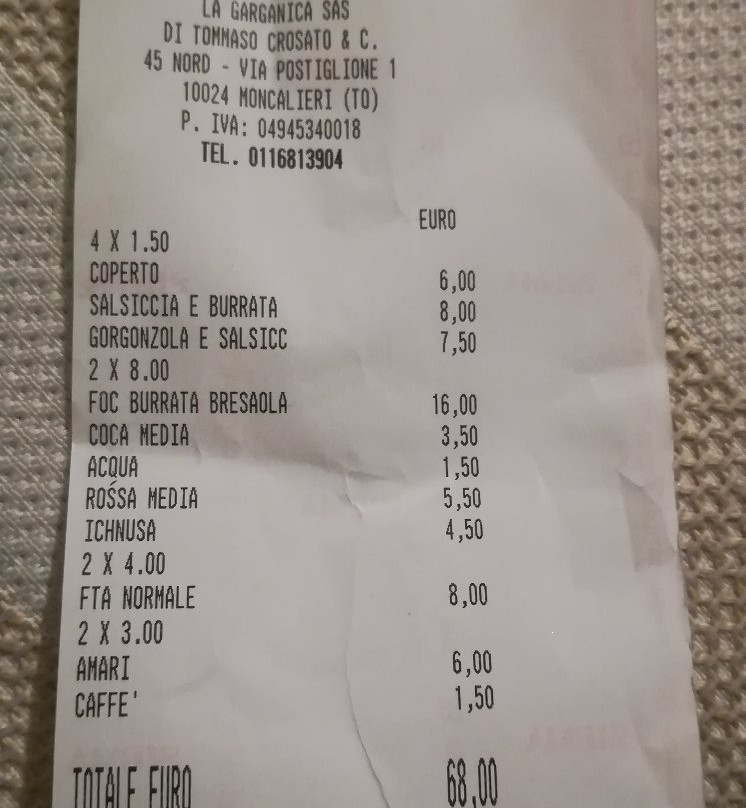 LA GARGANICA SAS
DI TOMMASO CROSATO & C.
45 NORD - VIA POSTIGLIONE 1
10024 MONCALIERI (TO)
P. IVA: 04945340018
TEL. 0116813904
EURO
4 X 1.50
COPERTO 6,00
SALSICCIA E BURRATA 8,00
GORGONZOLA E SALSICC 7,50
2 X 8.00
FOC BURRATA BRESAOLA 16,00
COCA MEDIA 3,50
ACQUA 1,50
ROSSA MEDIA 5,50
ICHNUSA 4,50
2 X 4.00
FTA NORMALE 8,00
2 X 3.00
AMARI 6,00
CAFFE' 1,50
TOTALE EURO 68,00